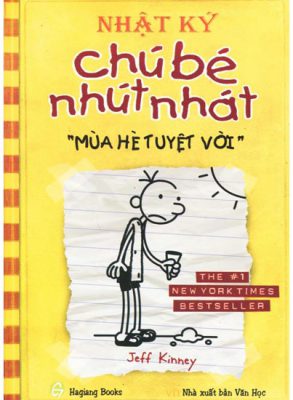 NHẬT KÝ
chú bé
nhút nhát
"MÙA HÈ TUYỆT VỜI"
THE #1
NEW YORK TIMES
BESTSELLER
Jeff Kinney
Hagiang Books
Nhà xuất bản Văn Học